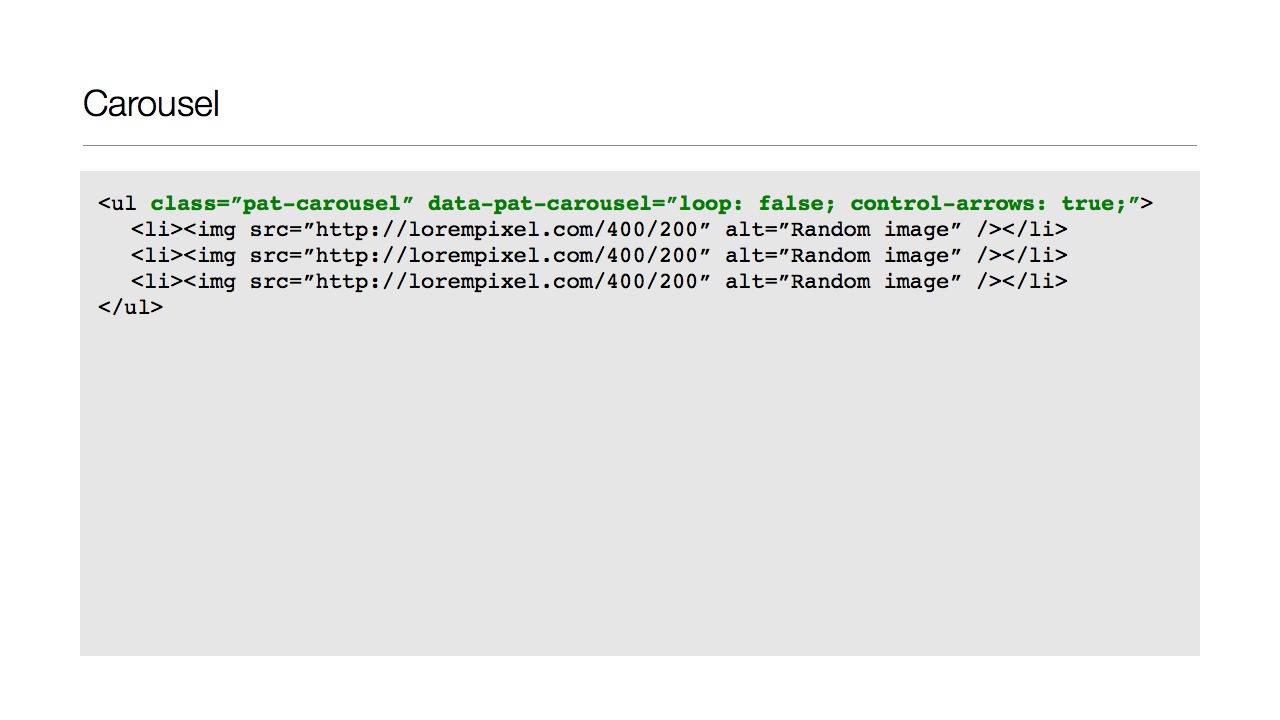 Carousel
<ul class=”pat-carousel” data-pat-carousel=”loop: false; control-arrows: true;”>
<li><img src=”http://lorempixel.com/400/200” alt=”Random image” /></li>
<li><img src=”http://lorempixel.com/400/200” alt=”Random image” /></li>
<li><img src=”http://lorempixel.com/400/200” alt=”Random image” /></li>
</ul>